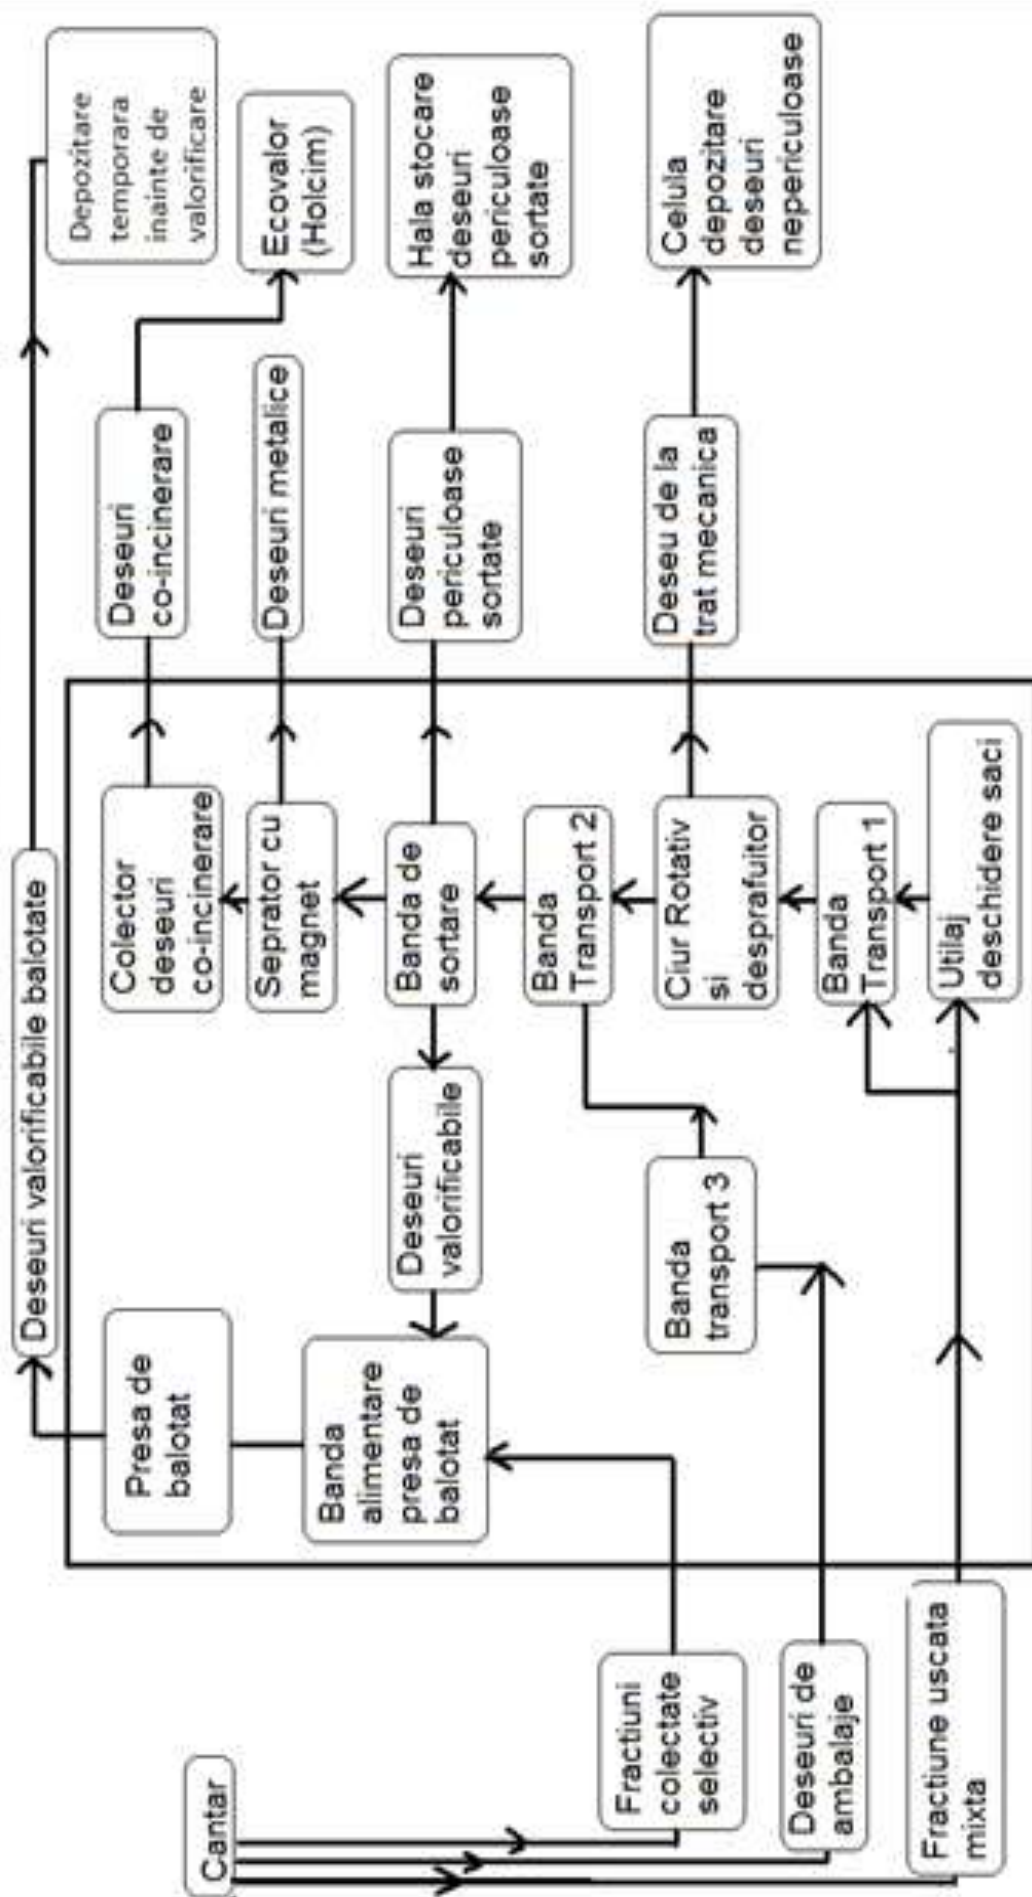 Cantar
Fractiuni
colectate
selectiv
Deseuri de
ambalaje
Fractiune uscata
mixta
Deseuri valorificabile balotate
Presa de
balotat
Banda
alimentare
presa de
balotat
Deseuri
valorificabile
Banda
transport 3
Colector
deseuri
co-incinerare
Seprator cu
magnet
Banda de
sortare
Banda
Transport 2
Ciur Rotativ
si
desprafuitor
Banda
Transport 1
Utilaj
deschidere saci
Deseuri
co-incinerare
Deseuri metalice
Deseuri
periculoase
sortate
Deseu de la
trat mecanica
Depozitare
temporara
inainte de
valorificare
Ecovalor
(Holcim)
Hala stocare
deseuri
periculoase
sortate
Celula
depozitare
deseuri
nepericuloase